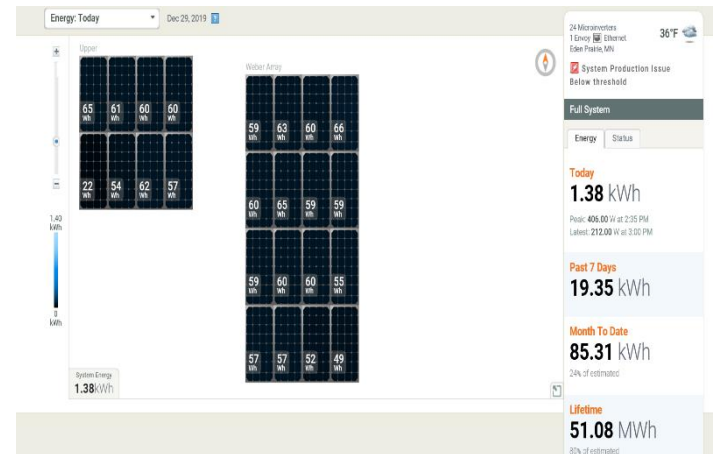 Energy: Today
Dec 29, 2019
?
Upper
65 Wh 61 Wh 60 Wh 60 Wh
22 Wh 54 Wh 62 Wh 57 Wh
Weber Array
59 Wh 63 Wh 60 Wh 66 Wh
60 Wh 65 Wh 59 Wh 59 Wh
59 Wh 60 Wh 60 Wh 55 Wh
57 Wh 57 Wh 52 Wh 49 Wh
1.40
kWh
0
kWh
System Energy
1.38kWh
24 Microinverters
1 Envoy Ethernet
Eden Prairie, MN
36°F
System Production Issue
Below threshold
Full System
Energy
Status
Today
1.38 kWh
Peak: 406.00 W at 2:35 PM
Latest: 212.00 W at 3:00 PM
Past 7 Days
19.35 kWh
Month To Date
85.31 kWh
24% of estimated
Lifetime
51.08 MWh
80% of estimated